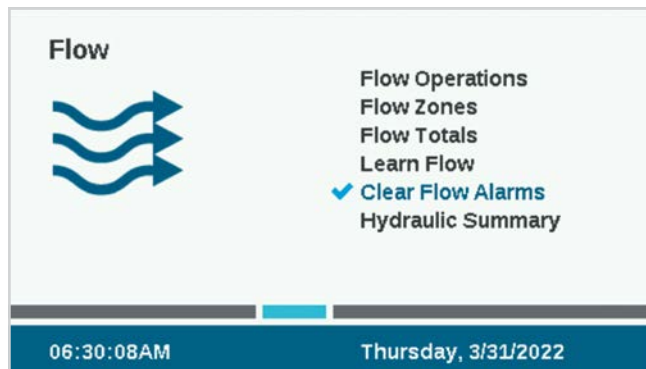 Flow
Flow Operations
Flow Zones
Flow Totals
Learn Flow
Clear Flow Alarms
Hydraulic Summary
06:30:08AM
Thursday, 3/31/2022